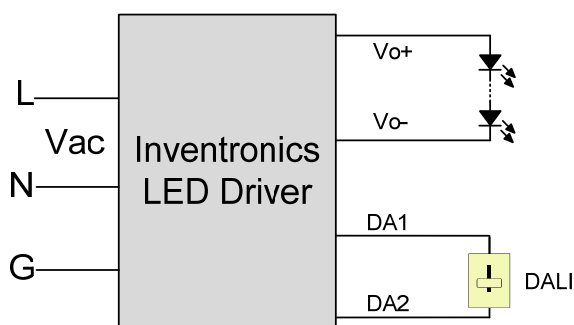 L
Vac
N
G
Inventronics
LED Driver
Vo+
Vo-
DA1
DA2
DALI